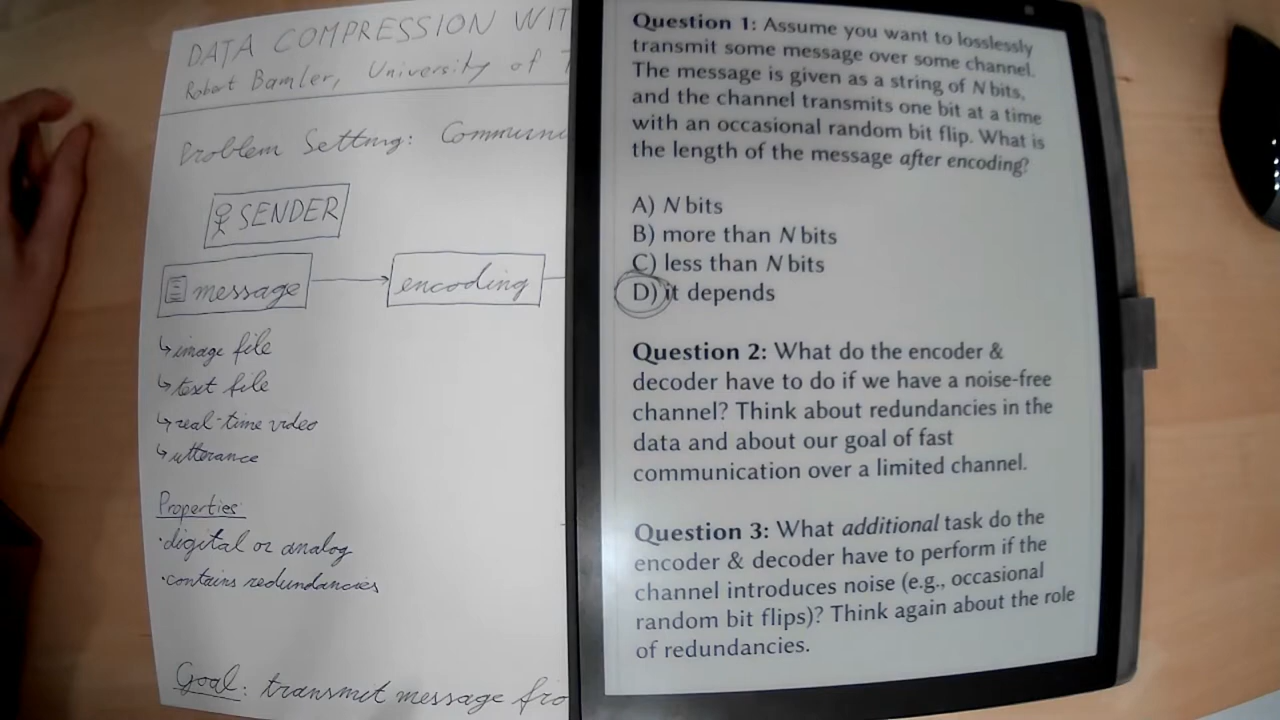 DATA COMPRESSION WIT
Robert Bamler, University of T
Problem Setting: Communi
SENDER
message
encoding
↳image file
↳text file
↳real-time video
↳utterance
Properties:
·digital or analog
·contains redundancies
Goal: transmit message fro
Question 1: Assume you want to losslessly
transmit some message over some channel.
The message is given as a string of N bits,
and the channel transmits one bit at a time
with an occasional random bit flip. What is
the length of the message after encoding?
A) N bits
B) more than N bits
C) less than N bits
D) it depends
Question 2: What do the encoder &
decoder have to do if we have a noise-free
channel? Think about redundancies in the
data and about our goal of fast
communication over a limited channel.
Question 3: What additional task do the
encoder & decoder have to perform if the
channel introduces noise (e.g., occasional
random bit flips)? Think again about the role
of redundancies.